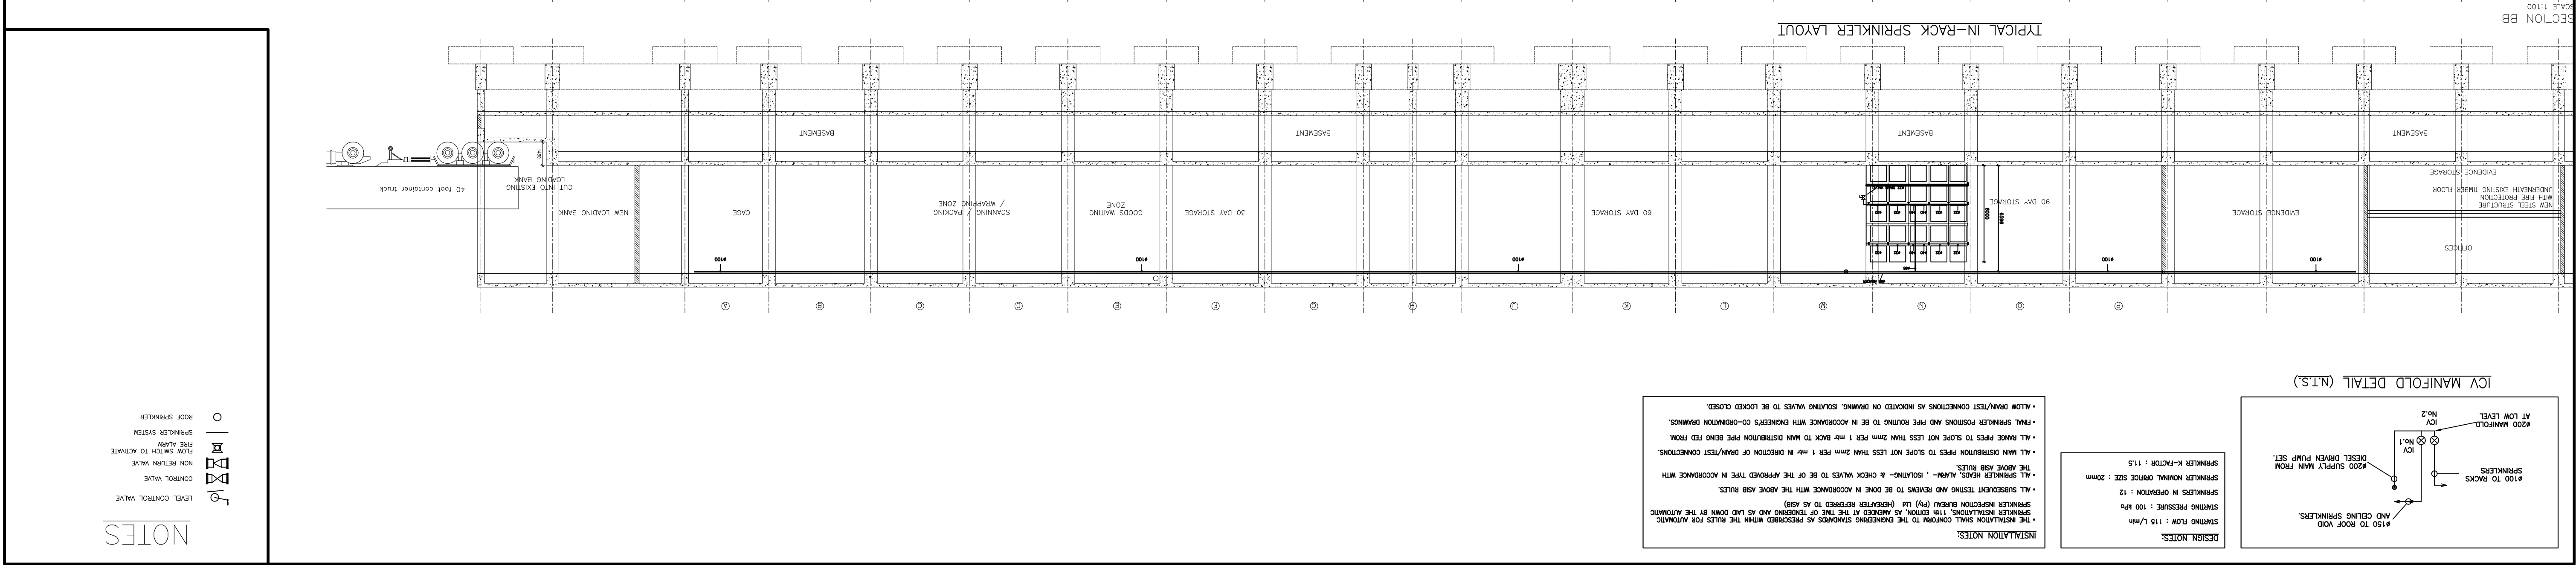 ø150 TO ROOF VOID
AND CEILING SPRINKLERS.
ø100 TO RACKS
SPRINKLERS
ø200 SUPPLY MAIN FROM
DIESEL DRIVEN PUMP SET.
ICV
No.1
ICV
No.2
ø200 MANIFOLD
AT LOW LEVEL
ICV MANIFOLD DETAIL (N.T.S.)
DESIGN NOTES:
STARTING FLOW : 115 L/min
STARTING PRESSURE : 100 kPa
SPRINKLERS IN OPERATION : 12
SPRINKLER NOMINAL ORIFICE SIZE : 20mm
SPRINKLER K-FACTOR : 11.5
INSTALLATION NOTES:
• THE INSTALLATION SHALL CONFORM TO THE ENGINEERING STANDARDS AS PRESCRIBED WITHIN THE RULES FOR AUTOMATIC
SPRINKLER INSTALLATIONS, 11th EDITION, AS AMENDED AT THE TIME OF TENDERING AND AS LAID DOWN BY THE AUTOMATIC
SPRINKLER INSPECTION BUREAU (Pty) Ltd (HEREAFTER REFERRED TO AS ASIB)
• ALL SUBSEQUENT TESTING AND REVIEWS TO BE DONE IN ACCORDANCE WITH THE ABOVE ASIB RULES.
• ALL SPRINKLER HEADS, ALARM- , ISOLATING- & CHECK VALVES TO BE OF THE APPROVED TYPE IN ACCORDANCE WITH
THE ABOVE ASIB RULES.
• ALL MAIN DISTRIBUTION PIPES TO SLOPE NOT LESS THAN 2mm PER 1 mtr IN DIRECTION OF DRAIN/TEST CONNECTIONS.
• ALL RANGE PIPES TO SLOPE NOT LESS THAN 2mm PER 1 mtr BACK TO MAIN DISTRIBUTION PIPE BEING FED FROM.
• FINAL SPRINKLER POSITIONS AND PIPE ROUTING TO BE IN ACCORDANCE WITH ENGINEER'S CO-ORDINATION DRAWINGS.
• ALLOW DRAIN/TEST CONNECTIONS AS INDICATED ON DRAWING. ISOLATING VALVES TO BE LOCKED CLOSED.
NOTES
LEVEL CONTROL VALVE
CONTROL VALVE
NON RETURN VALVE
FLOW SWITCH TO ACTIVATE
FIRE ALARM
SPRINKLER SYSTEM
ROOF SPRINKLER
P O N M L K J H G F E D C B A
ø100 ø100 ø100 ø100 ø100
OFFICES
NEW STEEL STRUCTURE
WITH FIRE PROTECTION
UNDERNEATH EXISTING TIMBER FLOOR
EVIDENCE STORAGE
EVIDENCE STORAGE
90 DAY STORAGE
6000
60 DAY STORAGE
30 DAY STORAGE
GOODS WAITING
ZONE
SCANNING / PACKING
/ WRAPPING ZONE
CAGE
NEW LOADING BANK
CUT INTO EXISTING
LOADING BANK
40 foot container truck
BASEMENT BASEMENT BASEMENT BASEMENT
SECTION BB
SCALE 1:100
TYPICAL IN-RACK SPRINKLER LAYOUT